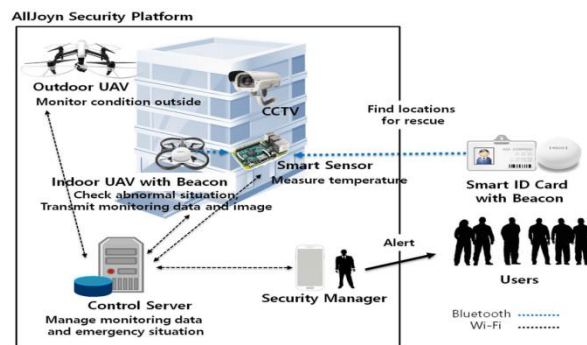 AllJoyn Security Platform
Outdoor UAV
Monitor condition outside
CCTV
Find locations
for rescue
Indoor UAV with Beacon
Check abnormal situation,
Transmit monitoring data and image
Smart Sensor
Measure temperature
Smart ID Card
with Beacon
Alert
Users
Control Server
Manage monitoring data
and emergency situation
Security Manager
Bluetooth
Wi-Fi